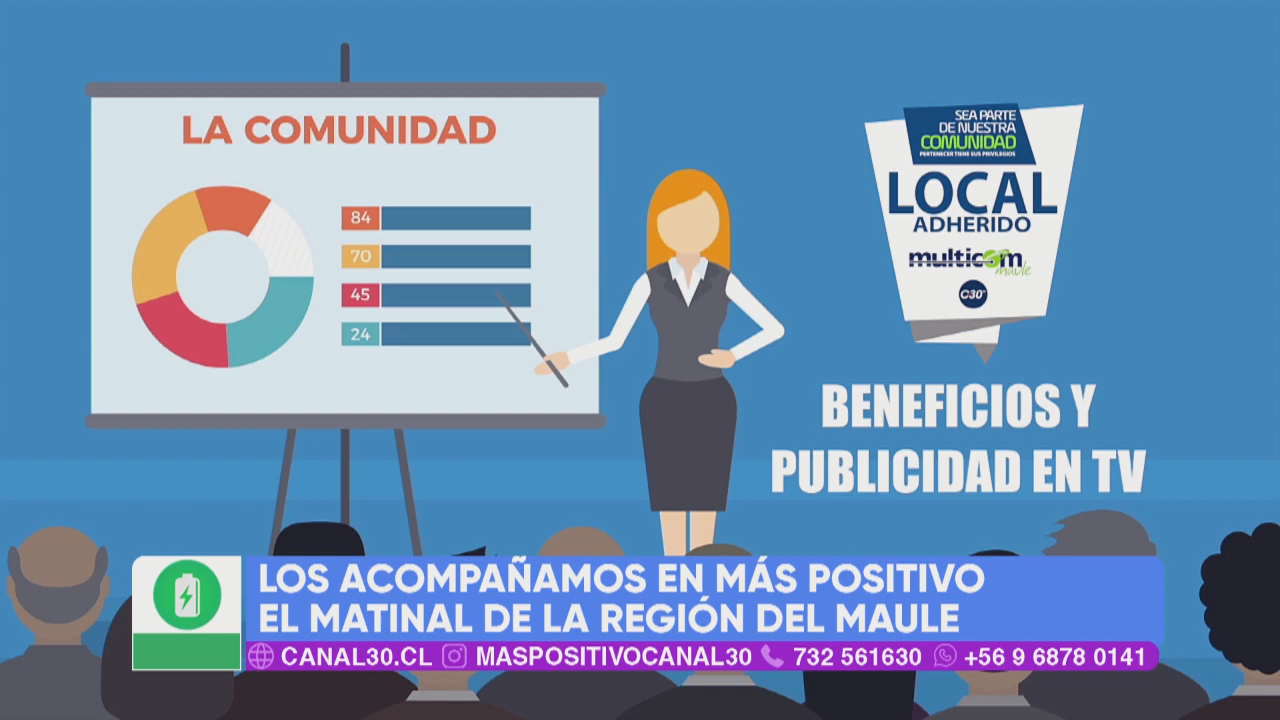 LA COMUNIDAD
84
70
45
24
SEA PARTE
DE NUESTRA
COMUNIDAD
PERTENECER TIENE SUS PRIVILEGIOS
LOCAL
ADHERIDO
multicom
maule
C30
BENEFICIOS Y
PUBLICIDAD EN TV
LOS ACOMPAÑAMOS EN MÁS POSITIVO
EL MATINAL DE LA REGIÓN DEL MAULE
CANAL30.CL MASPOSITIVOCANAL30 732 561630 +56 9 6878 0141